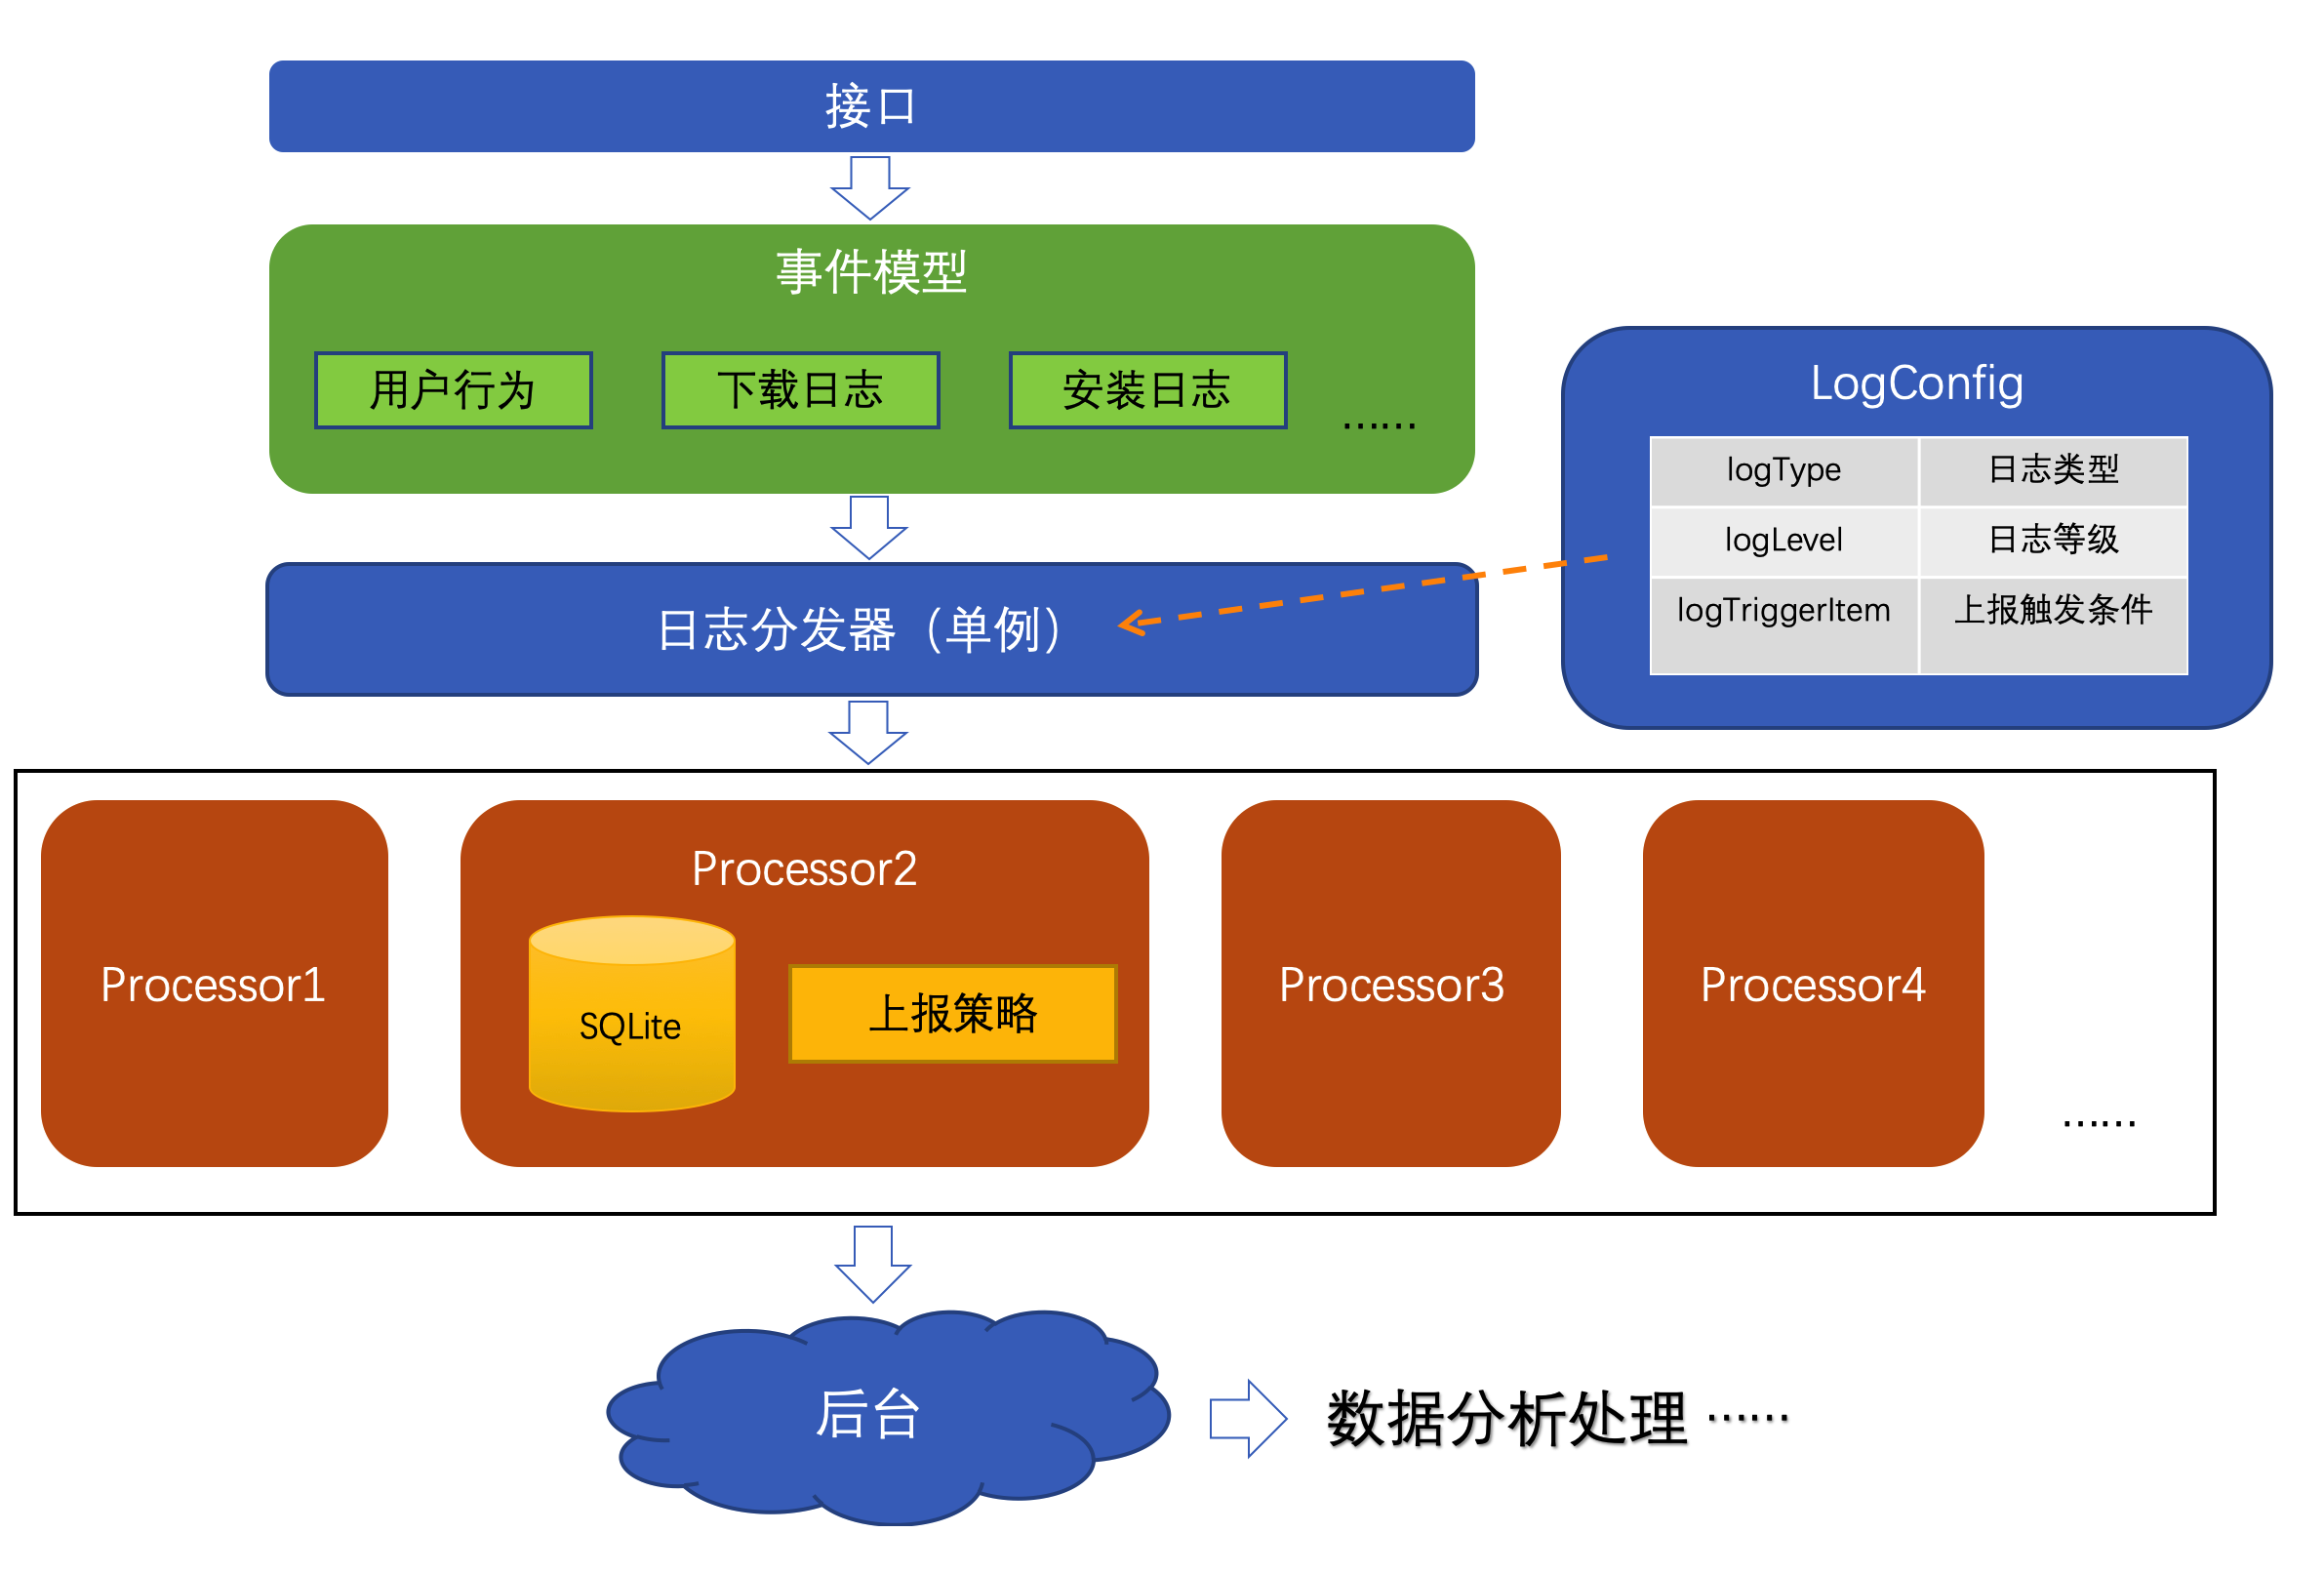 接口
事件模型
用户行为
下载日志
安装日志
……
LogConfig
logType 日志类型
logLevel 日志等级
logTriggerItem 上报触发条件
日志分发器（单例）
Processor1
Processor2
SQLite
上报策略
Processor3
Processor4
……
后台
数据分析处理 ……